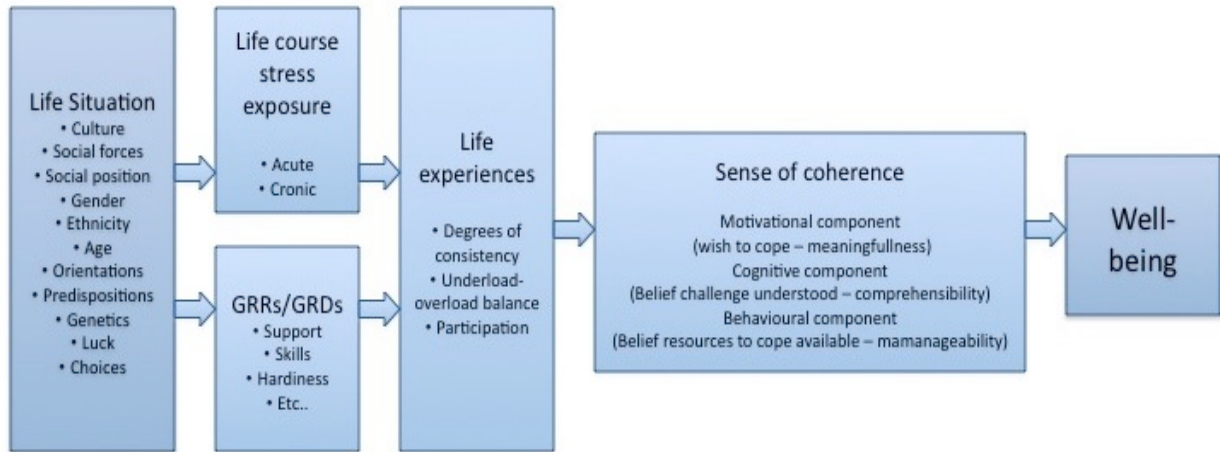 Life Situation
• Culture
• Social forces
• Social position
• Gender
• Ethnicity
• Age
• Orientations
• Predispositions
• Genetics
• Luck
• Choices
Life course
stress
exposure
• Acute
• Cronic
GRRs/GRDs
• Support
• Skills
• Hardiness
• Etc..
Life
experiences
• Degrees of
consistency
• Underload-
overload balance
• Participation
Sense of coherence
Motivational component
(wish to cope – meaningfullness)
Cognitive component
(Belief challenge understood – comprehensibility)
Behavioural component
(Belief resources to cope available – mamanageability)
Well-
being